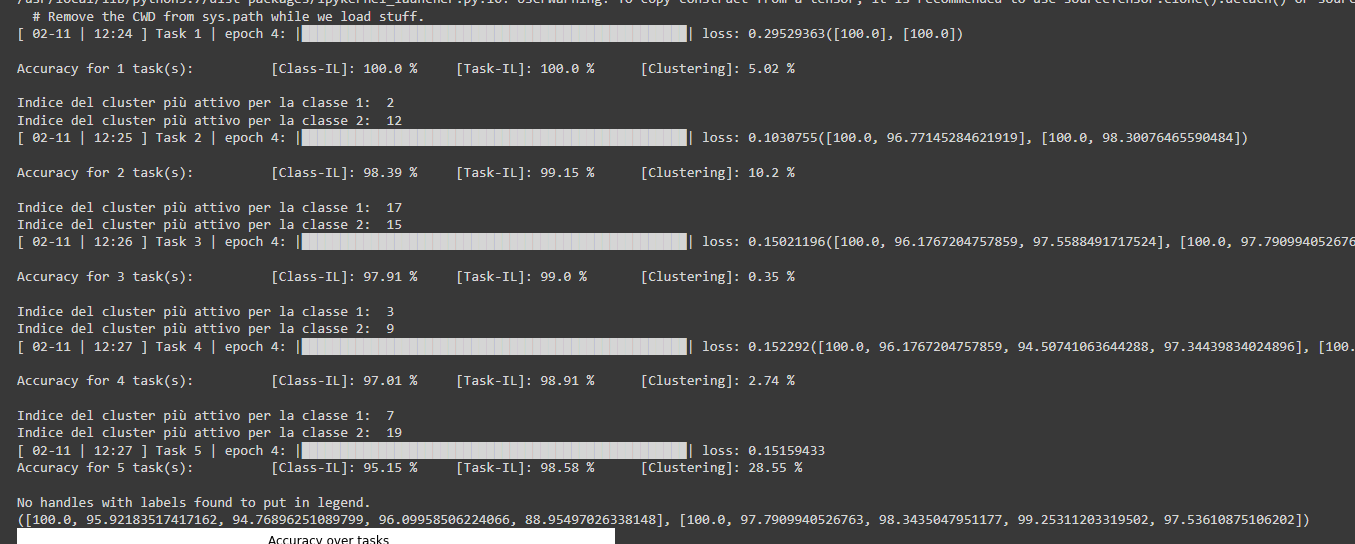 /usr/local/lib/python3.7/dist-packages/ipykernel_launcher.py:10: UserWarning: To copy construct from a tensor, it is recommended to use sourceTensor.clone().detach() or sour
# Remove the CWD from sys.path while we load stuff.
[ 02-11 | 12:24 ] Task 1 | epoch 4: |██████████| loss: 0.29529363([100.0], [100.0])
Accuracy for 1 task(s): [Class-IL]: 100.0 % [Task-IL]: 100.0 % [Clustering]: 5.02 %
Indice del cluster più attivo per la classe 1: 2
Indice del cluster più attivo per la classe 2: 12
[ 02-11 | 12:25 ] Task 2 | epoch 4: |██████████| loss: 0.1030755([100.0, 96.77145284621919], [100.0, 98.30076465590484])
Accuracy for 2 task(s): [Class-IL]: 98.39 % [Task-IL]: 99.15 % [Clustering]: 10.2 %
Indice del cluster più attivo per la classe 1: 17
Indice del cluster più attivo per la classe 2: 15
[ 02-11 | 12:26 ] Task 3 | epoch 4: |██████████| loss: 0.15021196([100.0, 96.1767204757859, 97.5588491717524], [100.0, 97.790994052676
Accuracy for 3 task(s): [Class-IL]: 97.91 % [Task-IL]: 99.0 % [Clustering]: 0.35 %
Indice del cluster più attivo per la classe 1: 3
Indice del cluster più attivo per la classe 2: 9
[ 02-11 | 12:27 ] Task 4 | epoch 4: |██████████| loss: 0.152292([100.0, 96.1767204757859, 94.50741063644288, 97.34439834024896], [100.
Accuracy for 4 task(s): [Class-IL]: 97.01 % [Task-IL]: 98.91 % [Clustering]: 2.74 %
Indice del cluster più attivo per la classe 1: 7
Indice del cluster più attivo per la classe 2: 19
[ 02-11 | 12:27 ] Task 5 | epoch 4: |██████████| loss: 0.15159433
Accuracy for 5 task(s): [Class-IL]: 95.15 % [Task-IL]: 98.58 % [Clustering]: 28.55 %
No handles with labels found to put in legend.
([100.0, 95.92183517417162, 94.76896251089799, 96.09958506224066, 88.95497026338148], [100.0, 97.7909940526763, 98.3435047951177, 99.25311203319502, 97.53610875106202])
Accuracy over tasks